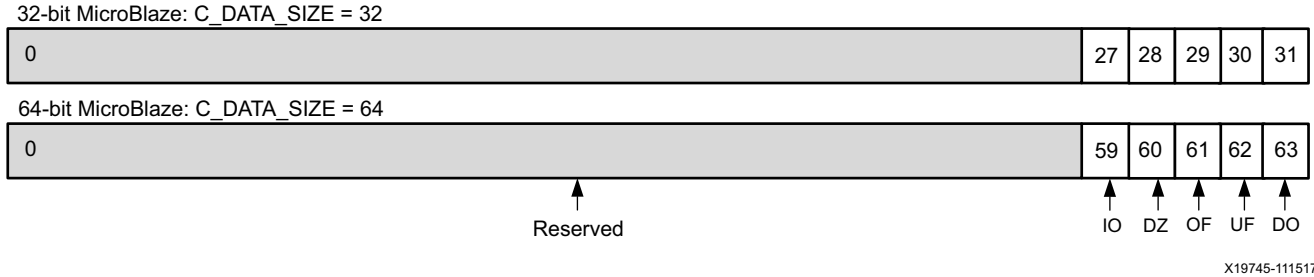 32-bit MicroBlaze: C_DATA_SIZE = 32
0 27 28 29 30 31
64-bit MicroBlaze: C_DATA_SIZE = 64
0 59 60 61 62 63
Reserved IO DZ OF UF DO
X19745-111517